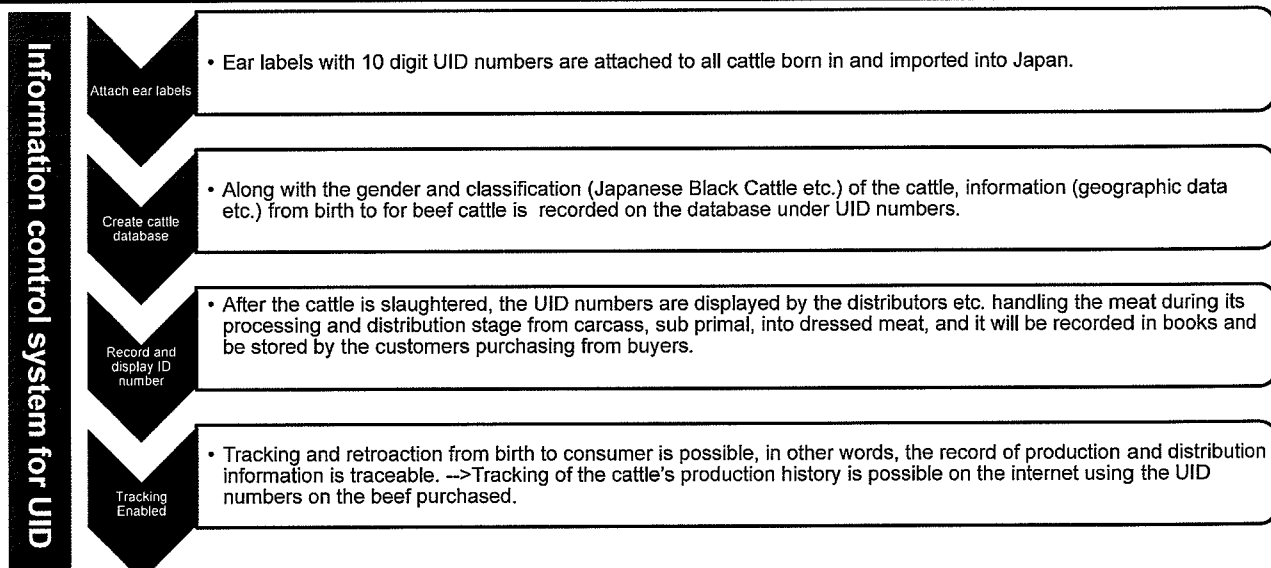 Information control system for UID
Attach ear labels
• Ear labels with 10 digit UID numbers are attached to all cattle born in and imported into Japan.
Create cattle
database
• Along with the gender and classification (Japanese Black Cattle etc.) of the cattle, information (geographic data
etc.) from birth to for beef cattle is recorded on the database under UID numbers.
Record and
display ID
number
• After the cattle is slaughtered, the UID numbers are displayed by the distributors etc. handling the meat during its
processing and distribution stage from carcass, sub primal, into dressed meat, and it will be recorded in books and
be stored by the customers purchasing from buyers.
Tracking
Enabled
• Tracking and retroaction from birth to consumer is possible, in other words, the record of production and distribution
information is traceable. -->Tracking of the cattle's production history is possible on the internet using the UID
numbers on the beef purchased.